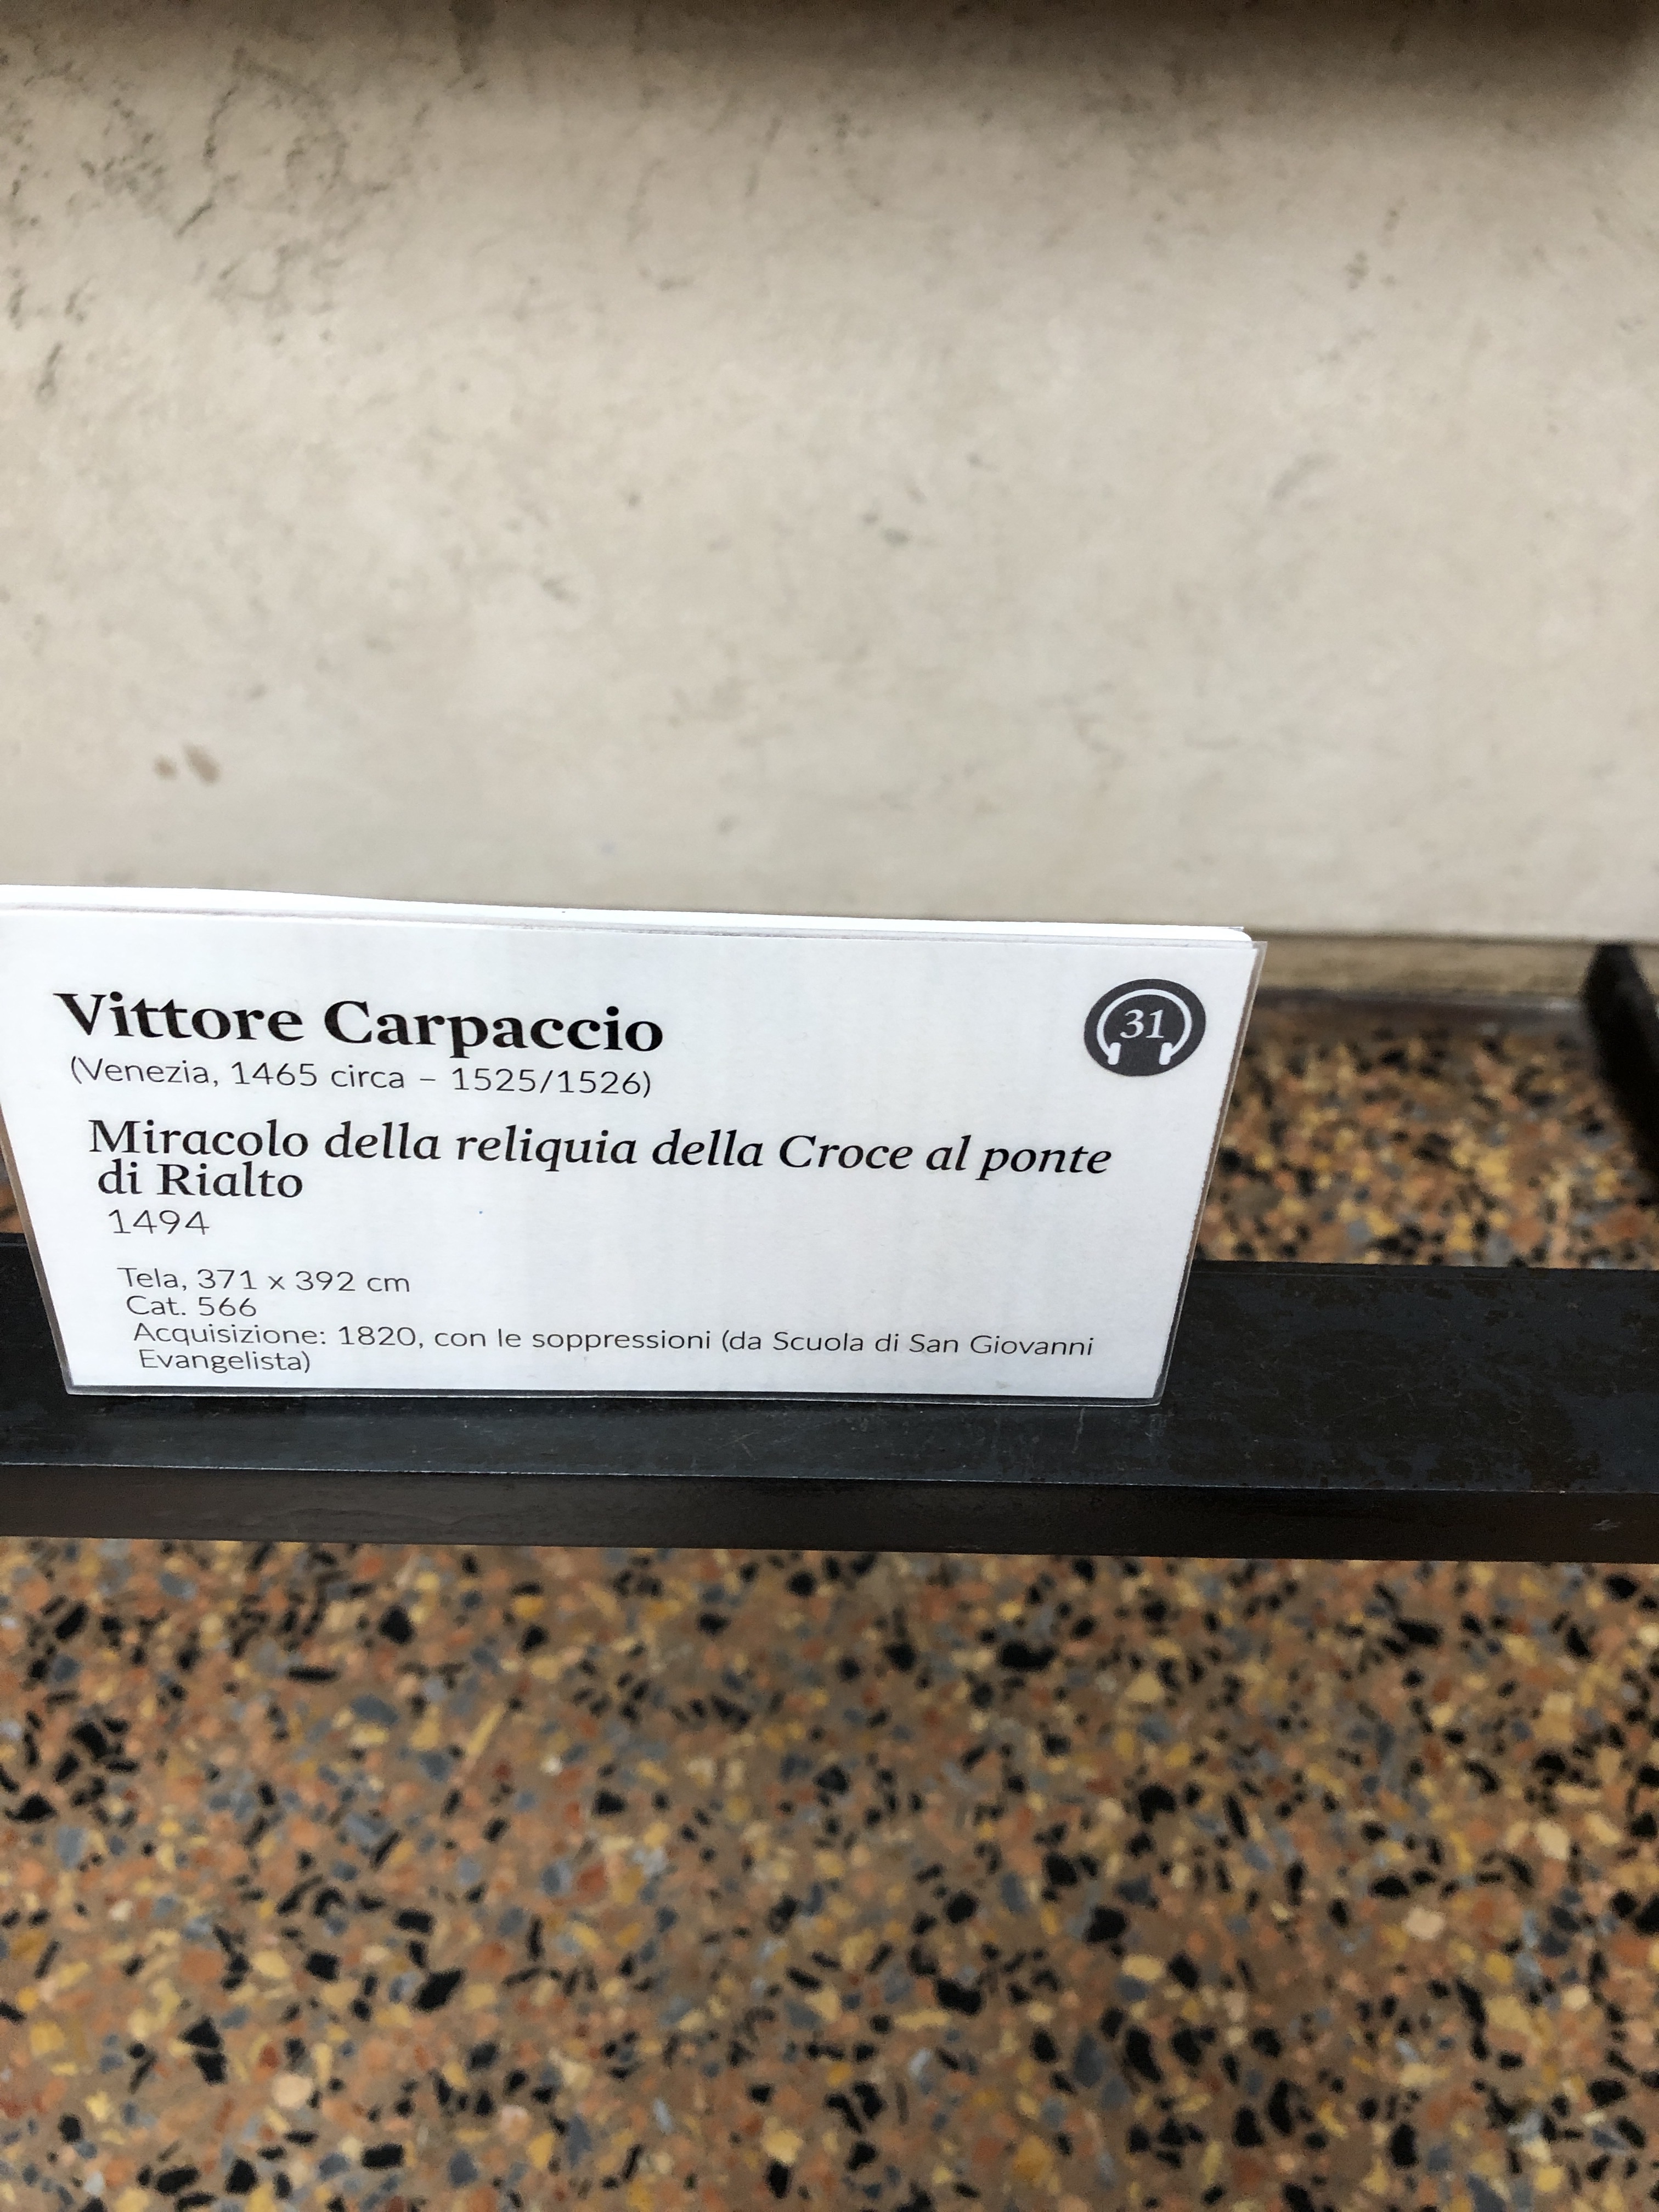 Vittore Carpaccio
31
(Venezia, 1465 circa – 1525/1526)
Miracolo della reliquia della Croce al ponte
di Rialto
1494
Tela, 371 x 392 cm
Cat. 566
Acquisizione: 1820, con le soppressioni (da Scuola di San Giovanni
Evangelista)